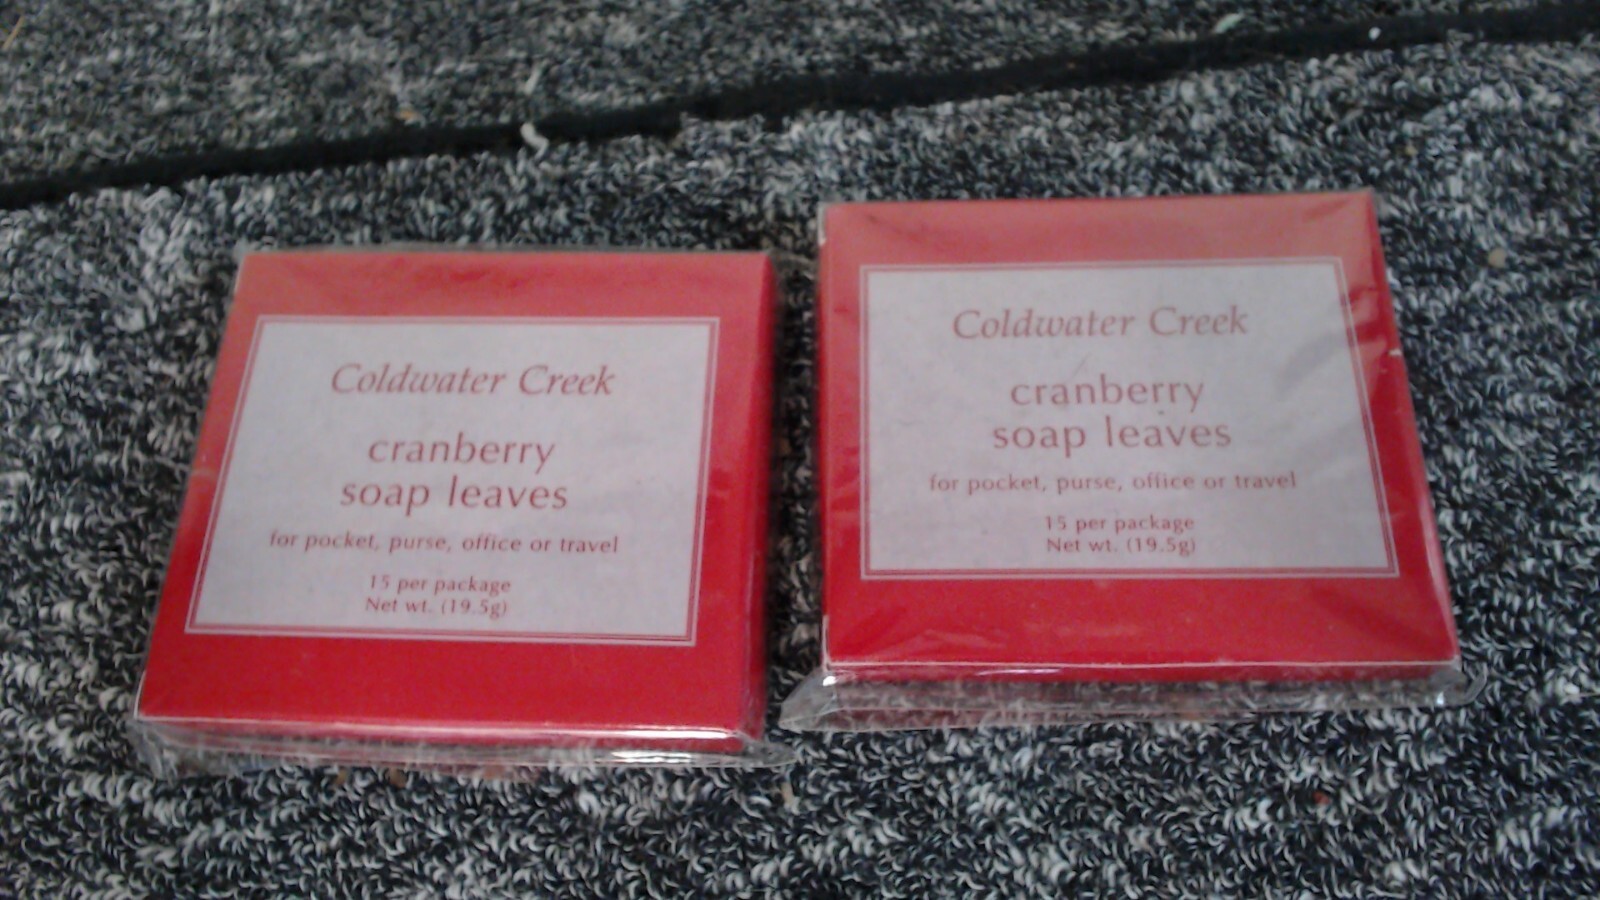 Coldwater Creek
cranberry
soap leaves
for pocket, purse, office or travel
15 per package
Net wt. (19.5g)
Coldwater Creek
cranberry
soap leaves
for pocket, purse, office or travel
15 per package
Net wt. (19.5g)